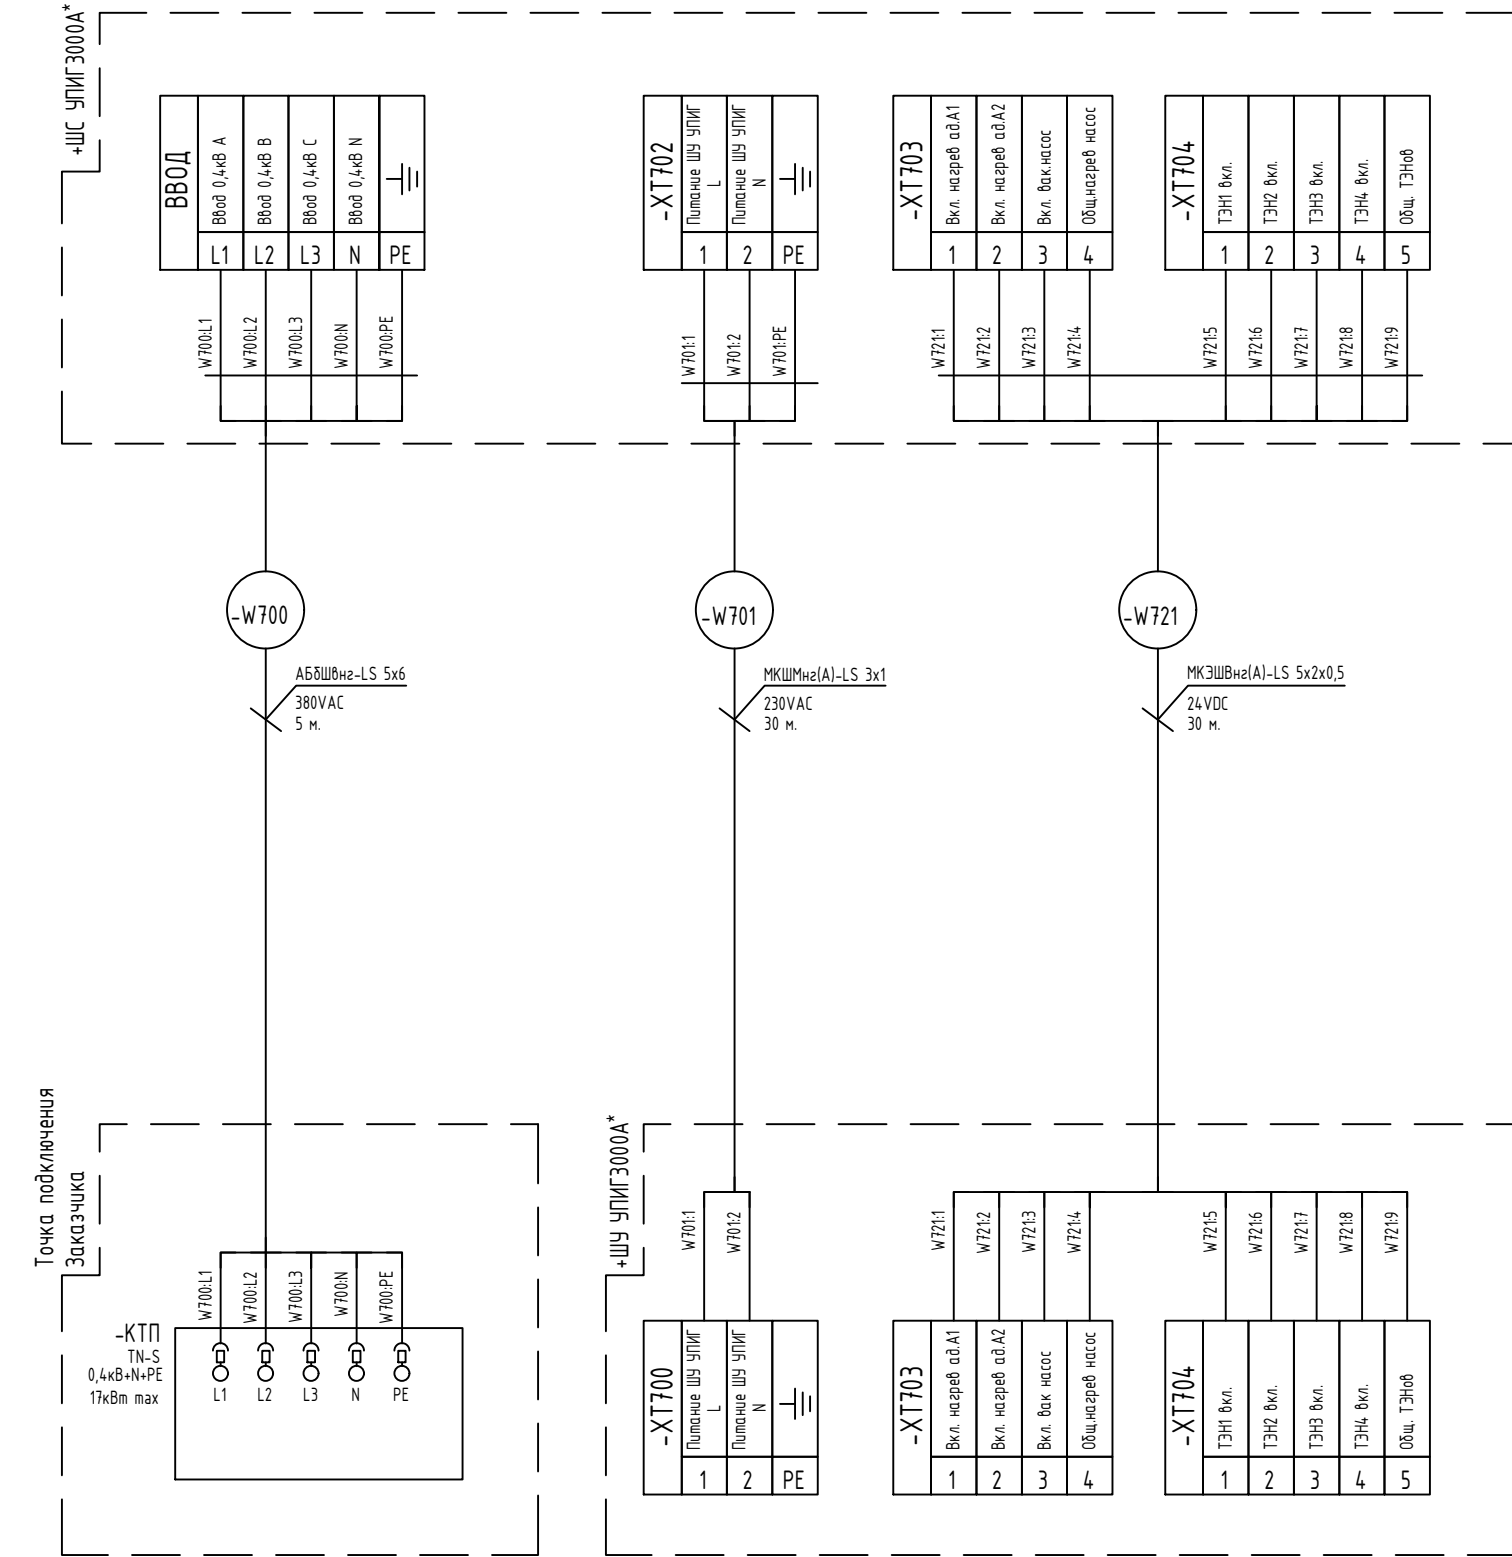 +ШС УПИГ3000А*
ВВОД
Ввод 0,4кВ А
Ввод 0,4кВ В
Ввод 0,4кВ С
Ввод 0,4кВ N
L1
L2
L3
N
PE
W700:L1
W700:L2
W700:L3
W700:N
W700:PE
-XT702
Питание ШУ УПИГ
L
Питание ШУ УПИГ
N
1
2
PE
W701:1
W701:2
W701:PE
-XT703
Вкл. нагрев ад.А1
Вкл. нагрев ад.А2
Вкл. вак.насос
Общ.нагрев насос
1
2
3
4
W721:1
W721:2
W721:3
W721:4
-XT704
ТЭН1 вкл.
ТЭН2 вкл.
ТЭН3 вкл.
ТЭН4 вкл.
Общ. ТЭНов
1
2
3
4
5
W721:5
W721:6
W721:7
W721:8
W721:9
-W700
АБбШвнг-LS 5x6
380VAC
5 м.
-W701
МКШМнг(А)-LS 3x1
230VAC
30 м.
-W721
МКЭШВнг(А)-LS 5x2x0,5
24VDC
30 м.
Точка подключения
Заказчика
W700:L1
W700:L2
W700:L3
W700:N
W700:PE
-КТП
TN-S
0,4кВ+N+PE
17кВт max
L1
L2
L3
N
PE
+ШУ УПИГ3000А*
W701:1
W701:2
-XT700
Питание ШУ УПИГ
L
Питание ШУ УПИГ
N
1
2
PE
W721:1
W721:2
W721:3
W721:4
-XT703
Вкл. нагрев ад.А1
Вкл. нагрев ад.А2
Вкл. вак насос
Общ.нагрев насос
1
2
3
4
W721:5
W721:6
W721:7
W721:8
W721:9
-XT704
ТЭН1 вкл.
ТЭН2 вкл.
ТЭН3 вкл.
ТЭН4 вкл.
Общ. ТЭНов
1
2
3
4
5